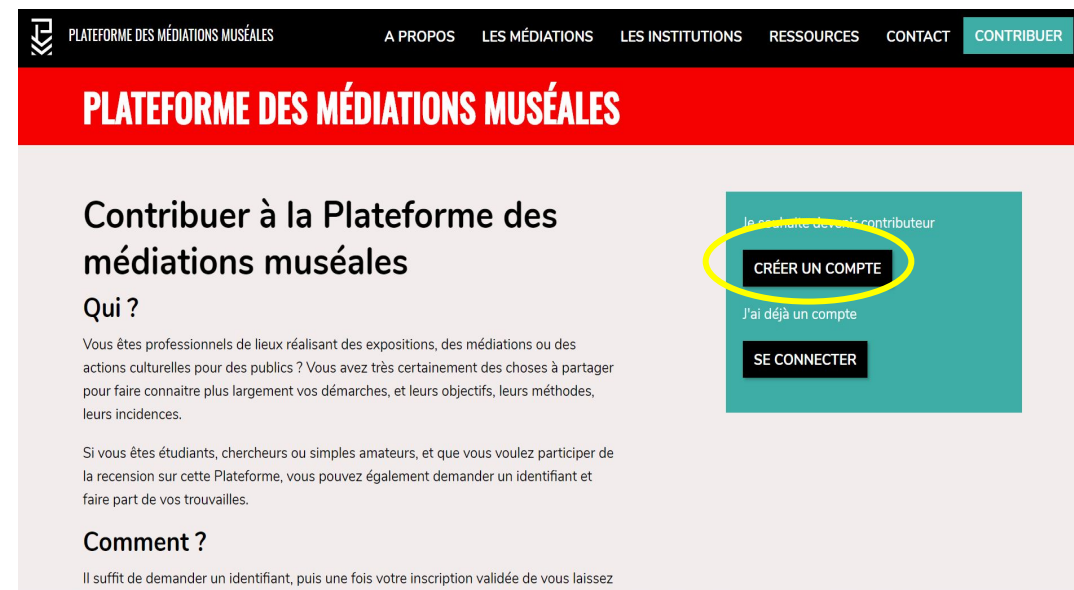 PLATEFORME DES MÉDIATIONS MUSÉALES
A PROPOS LES MÉDIATIONS LES INSTITUTIONS RESSOURCES CONTACT CONTRIBUER
PLATEFORME DES MÉDIATIONS MUSÉALES
Contribuer à la Plateforme des
médiations muséales
Qui ?
Vous êtes professionnels de lieux réalisant des expositions, des médiations ou des
actions culturelles pour des publics ? Vous avez très certainement des choses à partager
pour faire connaitre plus largement vos démarches, et leurs objectifs, leurs méthodes,
leurs incidences.
Si vous êtes étudiants, chercheurs ou simples amateurs, et que vous voulez participer de
la recension sur cette Plateforme, vous pouvez également demander un identifiant et
faire part de vos trouvailles.
Comment ?
Il suffit de demander un identifiant, puis une fois votre inscription validée de vous laissez
Je souhaite devenir contributeur
CRÉER UN COMPTE
J'ai déjà un compte
SE CONNECTER